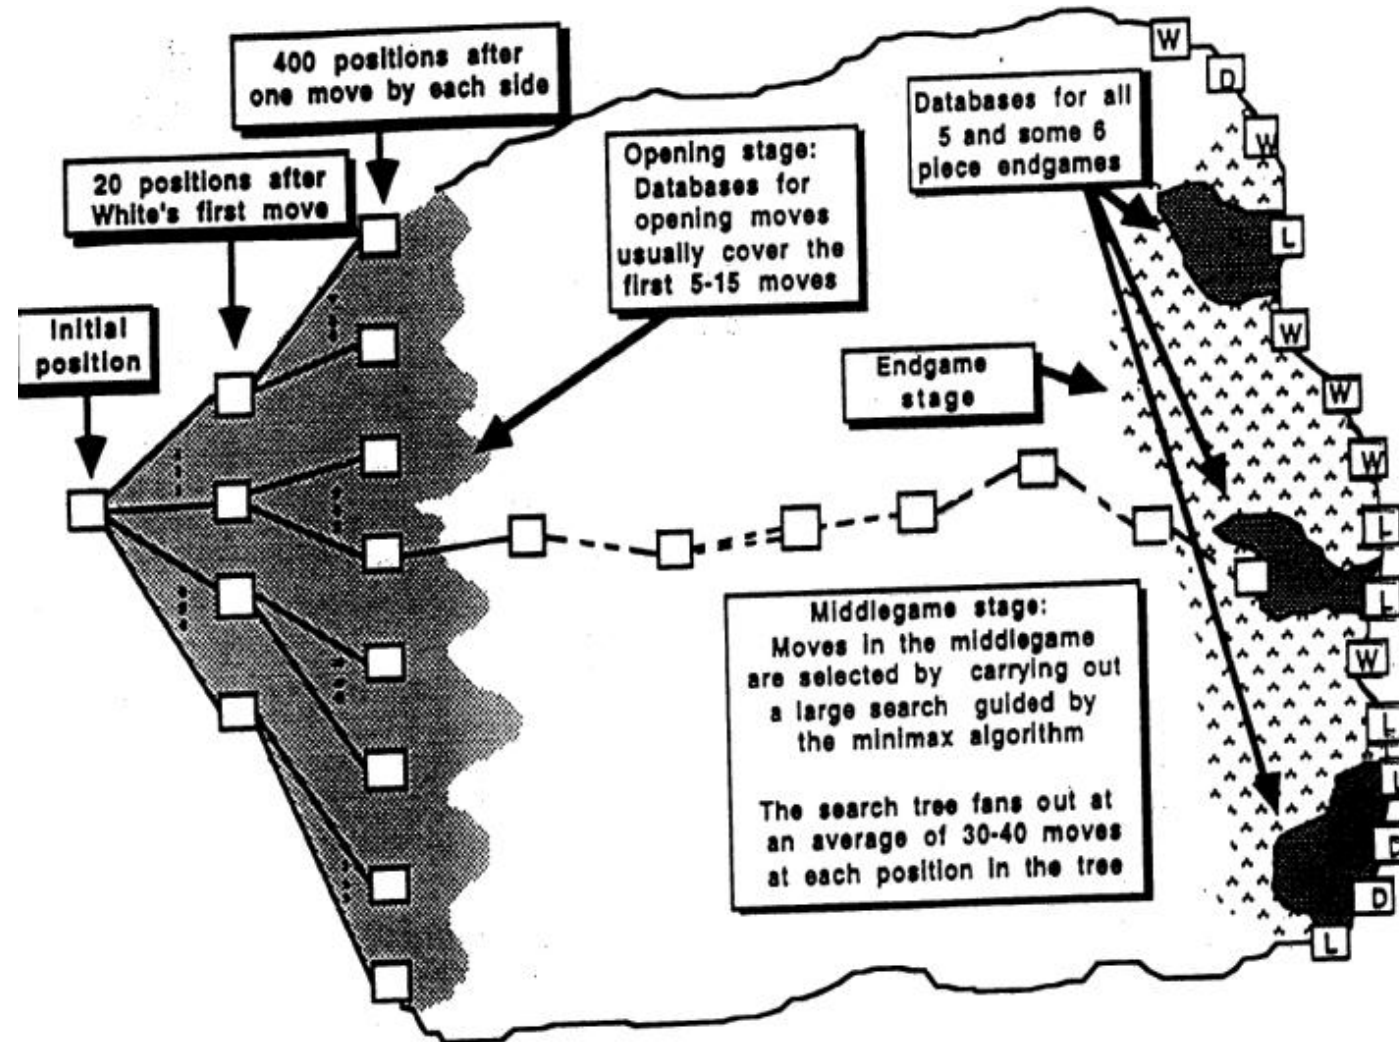 400 positions after
one move by each side
20 positions after
White's first move
Initial
position
Opening stage:
Databases for
opening moves
usually cover the
first 5-15 moves
Databases for all
5 and some 6
piece endgames
Endgame
stage
Middlegame stage:
Moves in the middlegame
are selected by carrying out
a large search guided by
the minimax algorithm
The search tree fans out at
an average of 30-40 moves
at each position in the tree
W
D
W
L
W
W
W
L
L
W
L
D
D
L